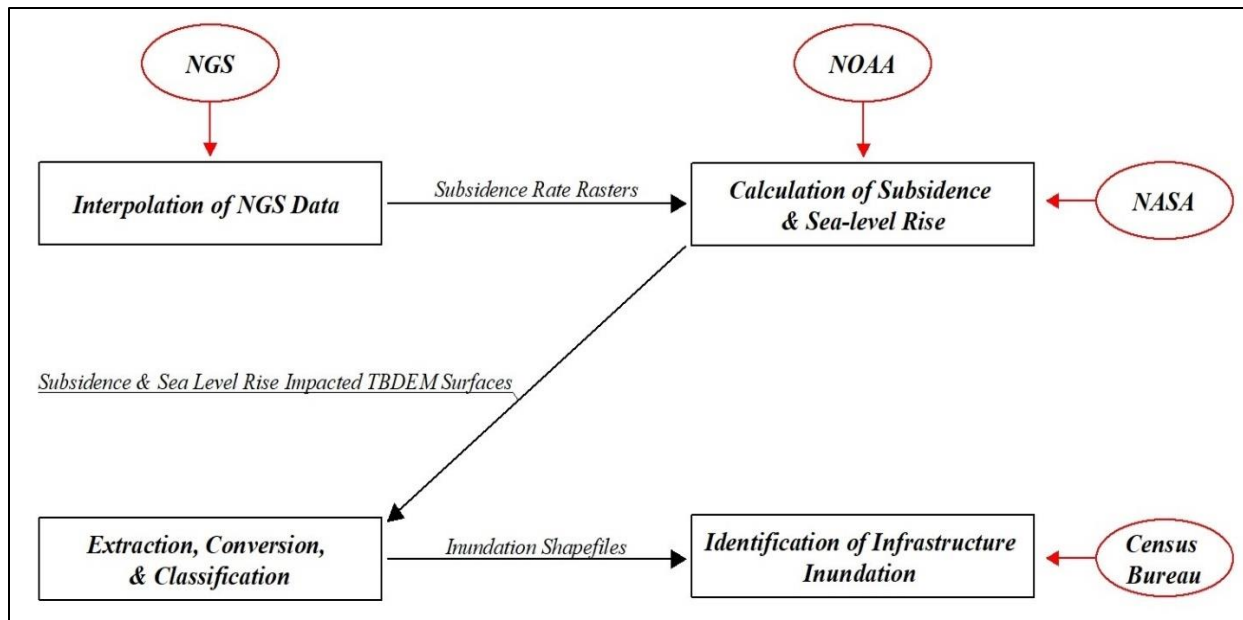 NGS
NOAA
Interpolation of NGS Data
Subsidence Rate Rasters
Calculation of Subsidence
& Sea-level Rise
NASA
Subsidence & Sea Level Rise Impacted TBDEM Surfaces
Extraction, Conversion,
& Classification
Inundation Shapefiles
Identification of Infrastructure
Inundation
Census
Bureau